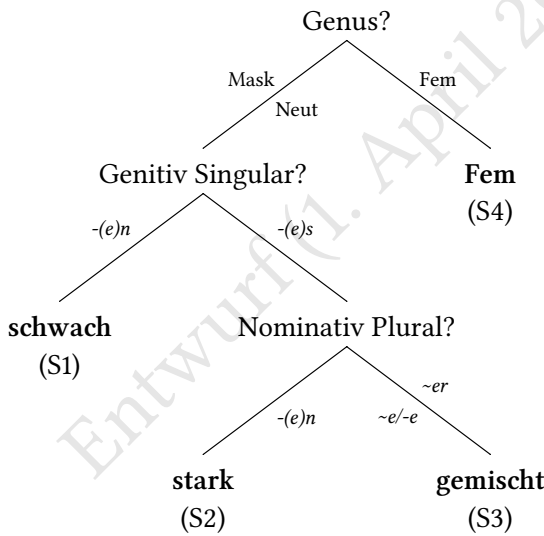 Genus?
Mask
Neut
Fem
Genitiv Singular?
Fem
(S4)
-(e)n
-(e)s
schwach
(S1)
Nominativ Plural?
-(e)n
~er
~e/-e
stark
(S2)
gemischt
(S3)
Entwurf (1. April 2